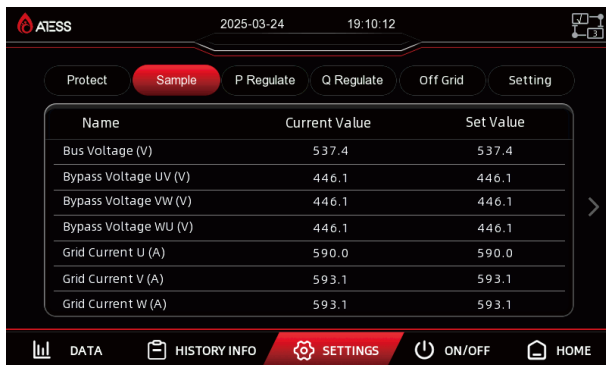 ATESS 2025-03-24 19:10:12
3
Protect Sample P Regulate Q Regulate Off Grid Setting
Name Current Value Set Value
Bus Voltage (V) 537.4 537.4
Bypass Voltage UV (V) 446.1 446.1
Bypass Voltage VW (V) 446.1 446.1
Bypass Voltage WU (V) 446.1 446.1
Grid Current U (A) 590.0 590.0
Grid Current V (A) 593.1 593.1
Grid Current W (A) 593.1 593.1
DATA HISTORY INFO SETTINGS ON/OFF HOME